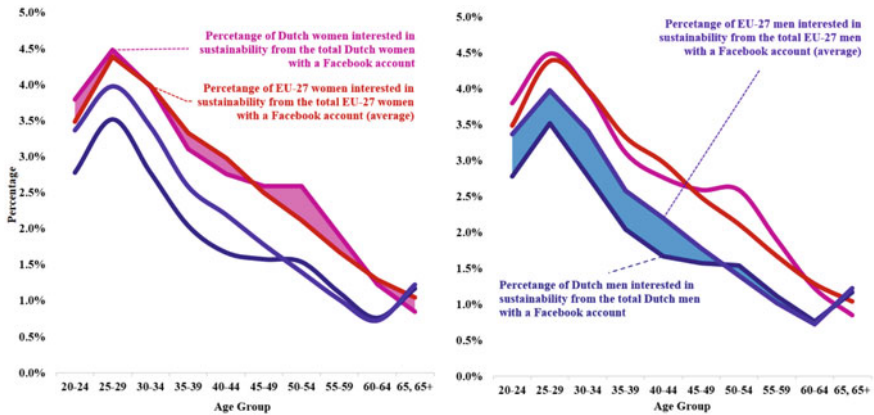 5.0%
4.5%
4.0%
3.5%
3.0%
2.5%
2.0%
1.5%
1.0%
0.5%
0.0%
Percentage
Percetange of Dutch women interested in
sustainability from the total Dutch women
with a Facebook account
Percetange of EU-27 women interested in
sustainability from the total EU-27 women
with a Facebook account (average)
20-24 25-29 30-34 35-39 40-44 45-49 50-54 55-59 60-64 65, 65+
Age Group
5.0%
4.5%
4.0%
3.5%
3.0%
2.5%
2.0%
1.5%
1.0%
0.5%
0.0%
Percetange of EU-27 men interested in
sustainability from the total EU-27 men
with a Facebook account (average)
Percetange of Dutch men interested in
sustainability from the total Dutch men
with a Facebook account
20-24 25-29 30-34 35-39 40-44 45-49 50-54 55-59 60-64 65, 65+
Age Group